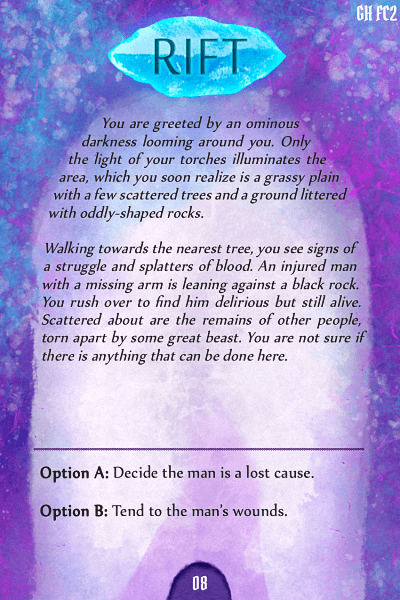 GH FC2
RIFT
You are greeted by an ominous
darkness looming around you. Only
the light of your torches illuminates the
area, which you soon realize is a grassy plain
with a few scattered trees and a ground littered
with oddly-shaped rocks.
Walking towards the nearest tree, you see signs of
a struggle and splatters of blood. An injured man
with a missing arm is leaning against a black rock.
You rush over to find him delirious but still alive.
Scattered about are the remains of other people,
torn apart by some great beast. You are not sure if
there is anything that can be done here.
Option A: Decide the man is a lost cause.
Option B: Tend to the man's wounds.
08